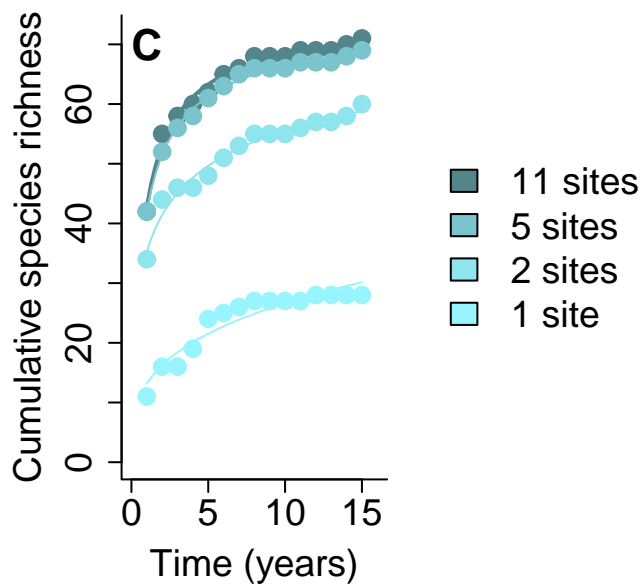 C
Cumulative species richness
60
40
20
0
0 5 10 15
Time (years)
11 sites
5 sites
2 sites
1 site